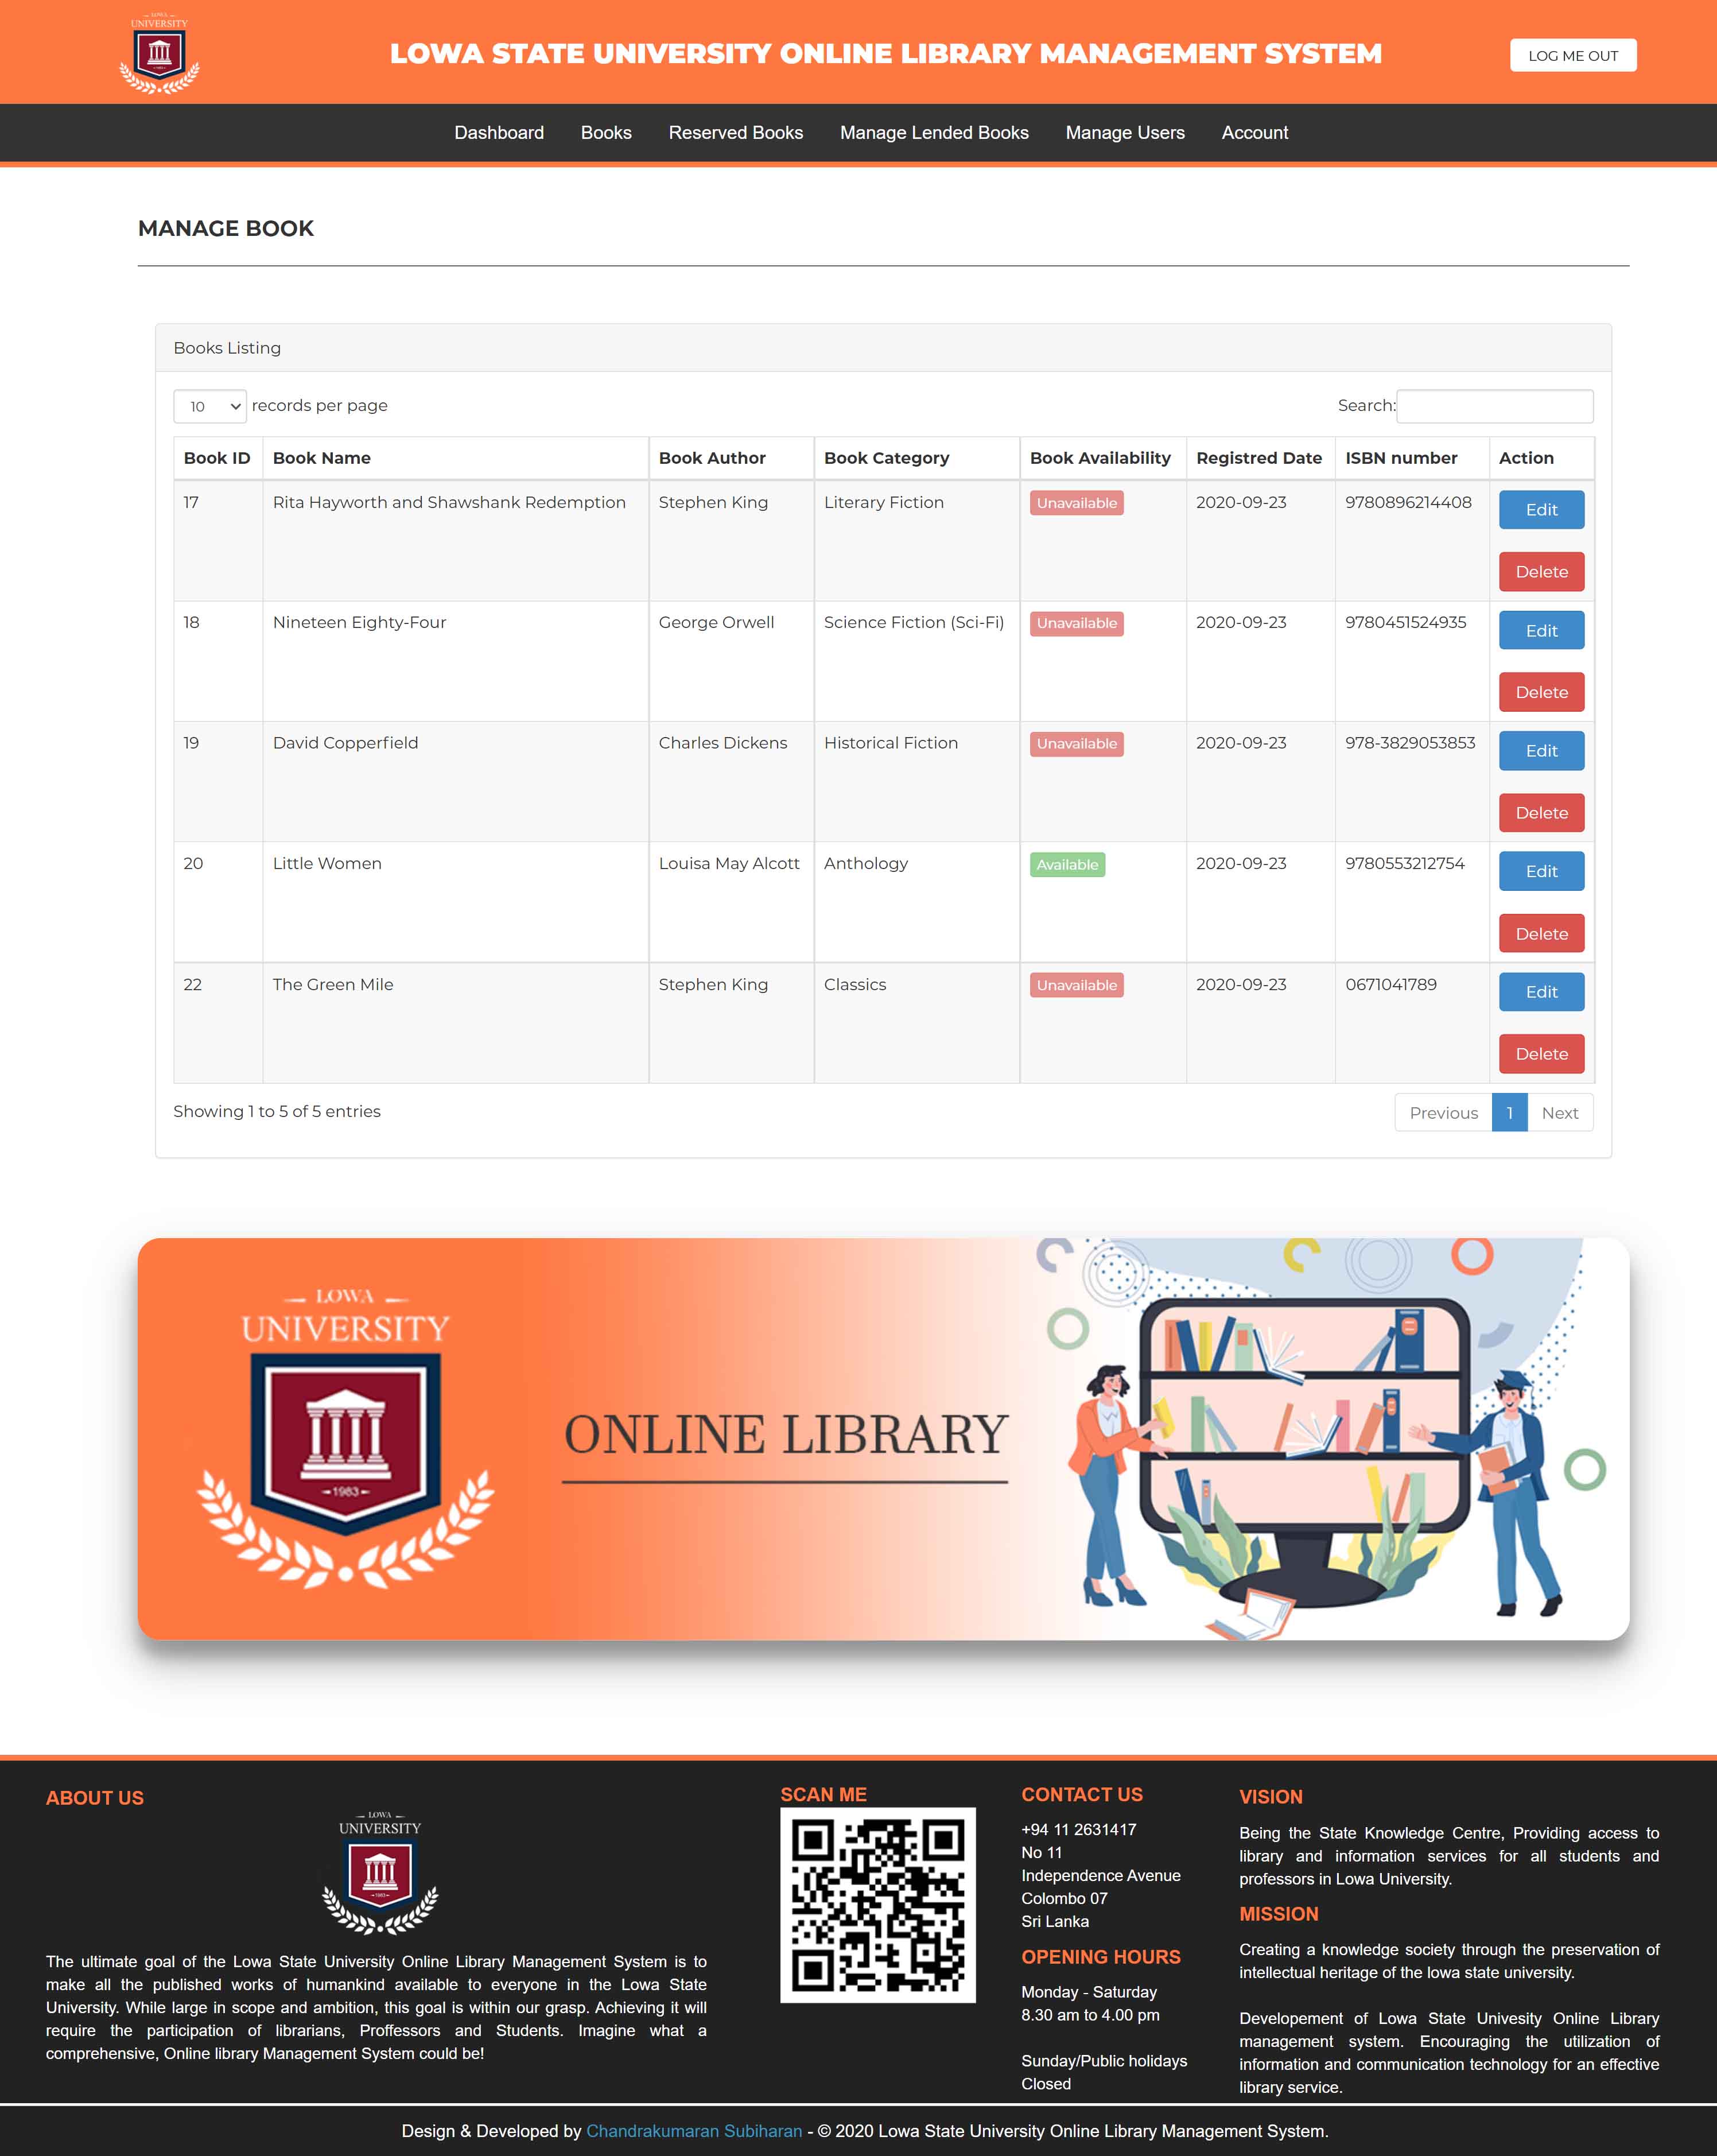 LOWA
UNIVERSITY
LOWA STATE UNIVERSITY ONLINE LIBRARY MANAGEMENT SYSTEM
LOG ME OUT
Dashboard Books Reserved Books Manage Lended Books Manage Users Account
MANAGE BOOK
Books Listing
10 records per page Search:
Book ID Book Name Book Author Book Category Book Availability Registred Date ISBN number Action
17 Rita Hayworth and Shawshank Redemption Stephen King Literary Fiction Unavailable 2020-09-23 9780896214408 Edit
Delete
18 Nineteen Eighty-Four George Orwell Science Fiction (Sci-Fi) Unavailable 2020-09-23 9780451524935 Edit
Delete
19 David Copperfield Charles Dickens Historical Fiction Unavailable 2020-09-23 978-3829053853 Edit
Delete
20 Little Women Louisa May Alcott Anthology Available 2020-09-23 9780553212754 Edit
Delete
22 The Green Mile Stephen King Classics Unavailable 2020-09-23 0671041789 Edit
Delete
Showing 1 to 5 of 5 entries Previous 1 Next
LOWA
UNIVERSITY
1983
ONLINE LIBRARY
ABOUT US
LOWA
UNIVERSITY
1983
The ultimate goal of the Lowa State University Online Library Management System is to
make all the published works of humankind available to everyone in the Lowa State
University. While large in scope and ambition, this goal is within our grasp. Achieving it will
require the participation of librarians, Proffessors and Students. Imagine what a
comprehensive, Online library Management System could be!
SCAN ME
CONTACT US
+94 11 2631417
No 11
Independence Avenue
Colombo 07
Sri Lanka
OPENING HOURS
Monday - Saturday
8.30 am to 4.00 pm
Sunday/Public holidays
Closed
VISION
Being the State Knowledge Centre, Providing access to
library and information services for all students and
professors in Lowa University.
MISSION
Creating a knowledge society through the preservation of
intellectual heritage of the lowa state university.
Developement of Lowa State Univesity Online Library
management system. Encouraging the utilization of
information and communication technology for an effective
library service.
Design & Developed by Chandrakumaran Subiharan - © 2020 Lowa State University Online Library Management System.